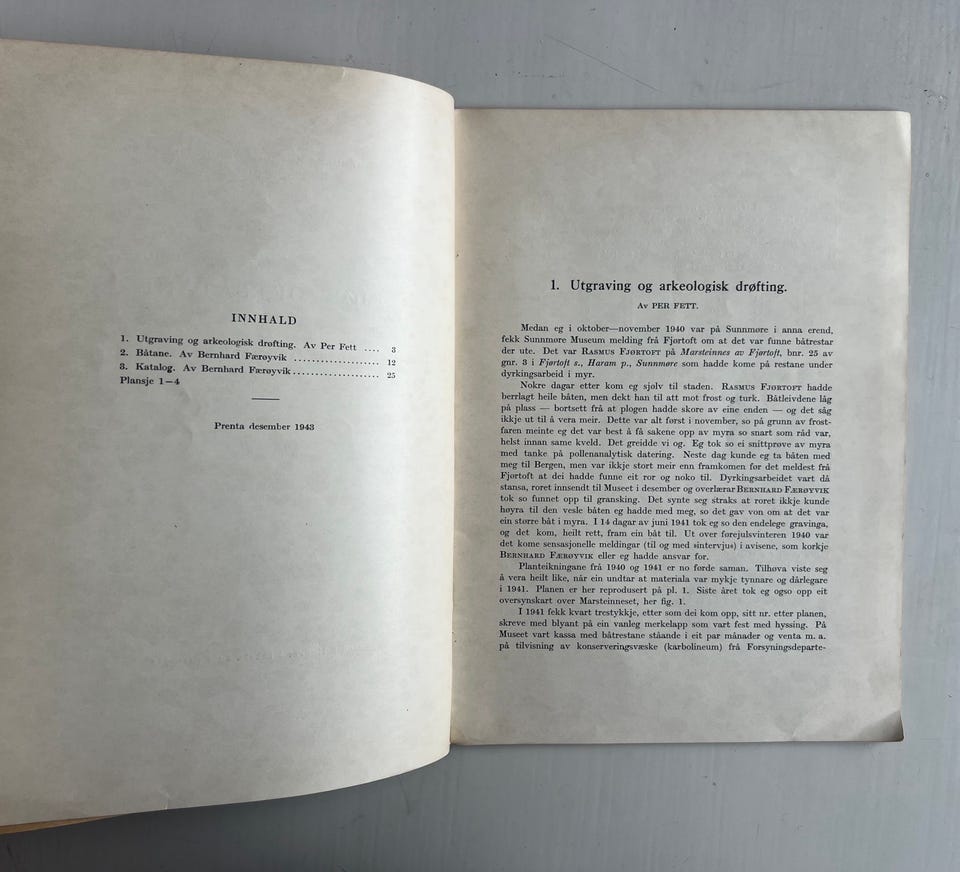 INNHALD
1. Utgraving og arkeologisk drøfting. Av Per Fett .... 3
2. Båtane. Av Bernhard Færøyvik .................... 12
3. Katalog. Av Bernhard Færøyvik .................... 25
Plansje 1—4
Prenta desember 1943
1. Utgraving og arkeologisk drøfting.
Av PER FETT.
Medan eg i oktober—november 1940 var på Sunnmøre i anna erend,
fekk Sunnmøre Museum melding frå Fjørtoft om at det var funne båtrestar
der ute. Det var RASMUS FJØRTOFT på Marsteinnes av Fjørtoft, bnr. 25 av
gnr. 3 i Fjørtoft s., Haram p., Sunnmøre som hadde kome på restane under
dyrkingsarbeid i myr.
Nokre dagar etter kom eg sjolv til staden. RASMUS FJØRTOFT hadde
berrlagt heile båten, men dekt han til att mot frost og turk. Båtleivdene låg
på plass — bortsett frå at plogen hadde skore av eine enden — og det såg
ikkje ut til å vera meir. Dette var alt først i november, so på grunn av frost-
faren meinte eg det var best å få sakene opp av myra so snart som råd var,
helst innan same kveld. Det greidde vi og. Eg tok so ei snittprøve av myra
med tanke på pollenanalytisk datering. Neste dag kunde eg ta båten med
meg til Bergen, men var ikkje stort meir enn framkomen før det meldest frå
Fjørtoft at dei hadde funne eit ror og noko til. Dyrkingsarbeidet vart då
stansa, roret innsendt til Museet i desember og overlærar BERNHARD FÆRØYVIK
tok so funnet opp til gransking. Det synte seg straks at roret ikkje kunde
høyra til den vesle båten eg hadde med meg, so det gav von om at det var
ein større båt i myra. I 14 dagar av juni 1941 tok eg so den endelege gravinga,
og det kom, heilt rett, fram ein båt til. Ut over førejulsvinteren 1940 var
det kome sensasjonelle meldingar (til og med »intervju«) i avisene, som korkje
BERNHARD FÆRØYVIK eller eg hadde ansvar for.
Planteikningane frå 1940 og 1941 er no førde saman. Tilhøva viste seg
å vera heilt like, når ein undtar at materiala var mykje tynnare og dårlegare
i 1941. Planen er her reprodusert på pl. 1. Siste året tok eg også opp eit
oversynskart over Marsteinneset, her fig. 1.
I 1941 fekk kvart trestykkje, etter som dei kom opp, sitt nr. etter planen,
skreve med blyant på ein vanleg merkelapp som vart fest med hyssing. På
Museet vart kassa med båtrestane ståande i eit par månader og venta m. a.
på tilvisning av konserveringsvæske (karbolineum) frå Forsyningsdeparte-